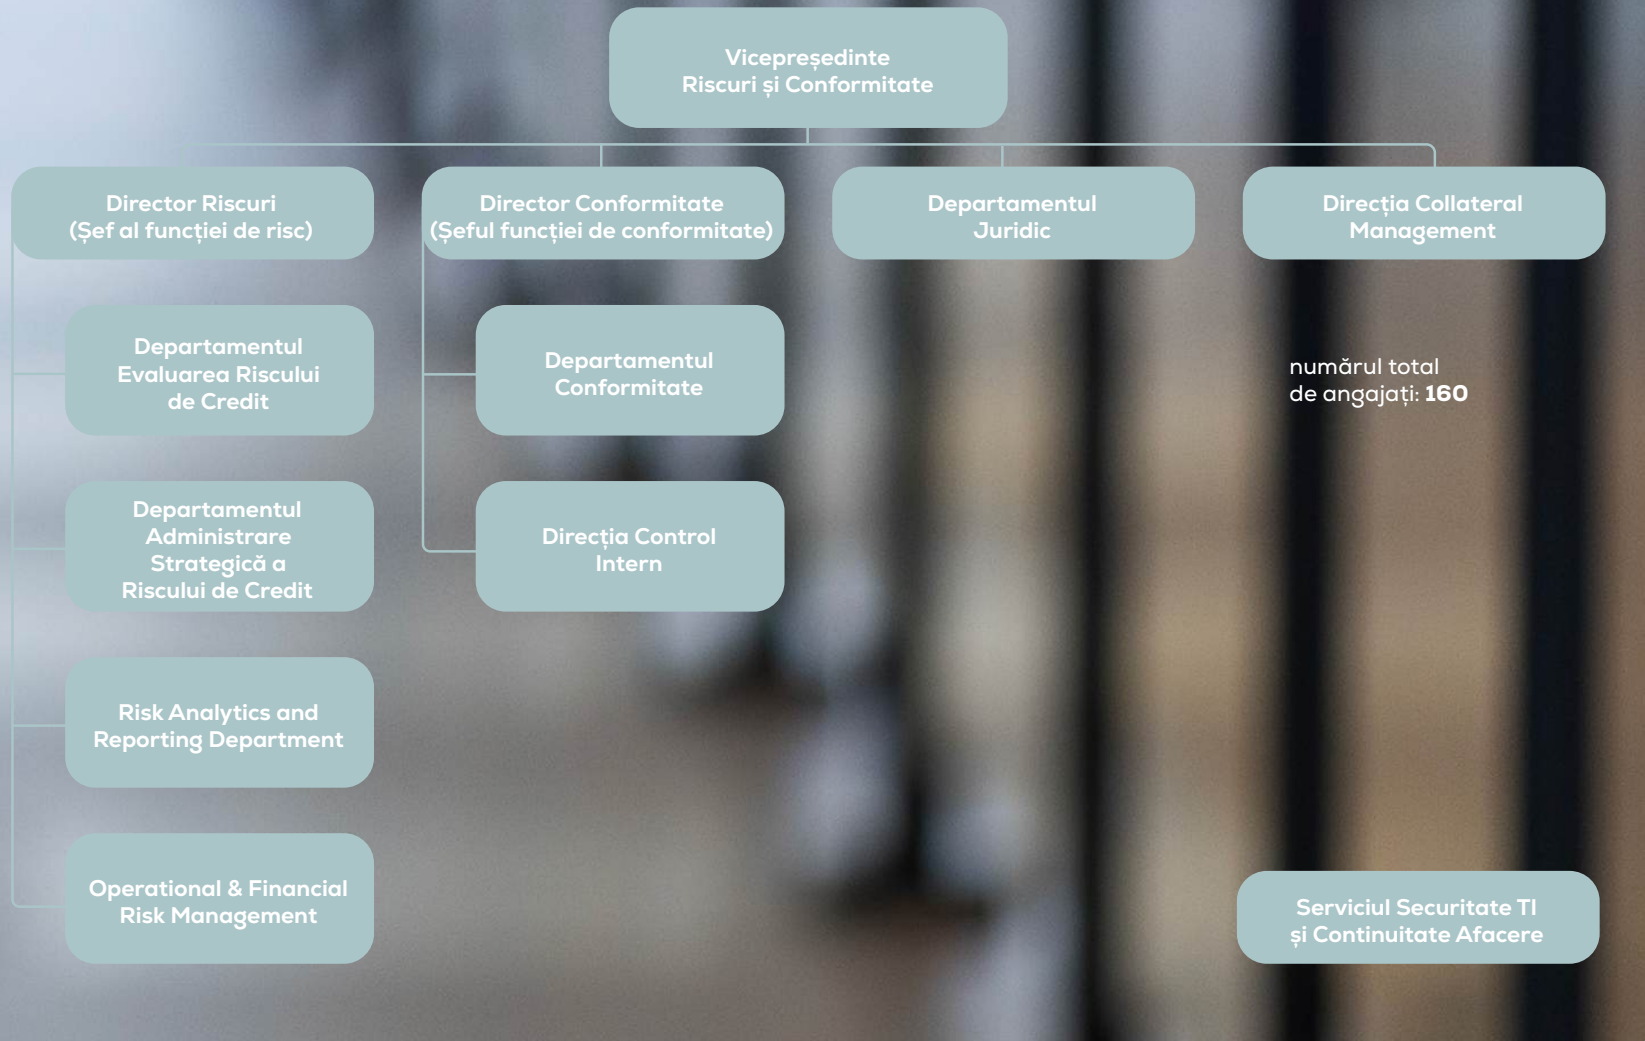 Vicepreședinte
Riscuri și Conformitate
Director Riscuri
(Șef al funcției de risc)
Director Conformitate
(Șeful funcției de conformitate)
Departamentul
Juridic
Direcția Collateral
Management
Departamentul
Evaluarea Riscului
de Credit
Departamentul
Conformitate
numărul total
de angajați: 160
Departamentul
Administrare
Strategică a
Riscului de Credit
Direcția Control
Intern
Risk Analytics and
Reporting Department
Operational & Financial
Risk Management
Serviciul Securitate TI
și Continuitate Afacere